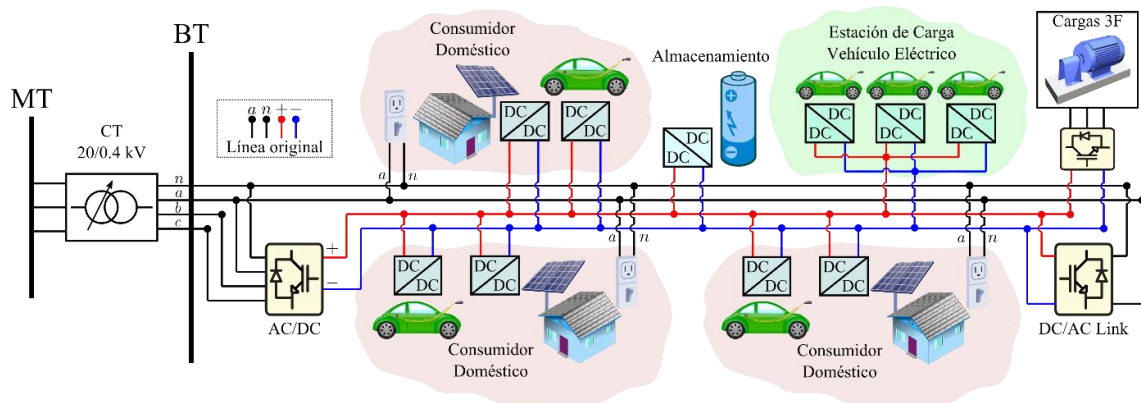 MT
CT
20/0.4 kV
BT
a n + −
Línea original
n
a
b
c
+
−
AC/DC
Consumidor
Doméstico
a
n
DC
DC
DC
DC
Almacenamiento
DC
DC
+
−
Estación de Carga
Vehículo Eléctrico
DC
DC
DC
DC
DC
DC
Cargas 3F
DC
DC
DC
DC
a
n
Consumidor
Doméstico
DC
DC
DC
DC
a
n
Consumidor
Doméstico
DC/AC Link